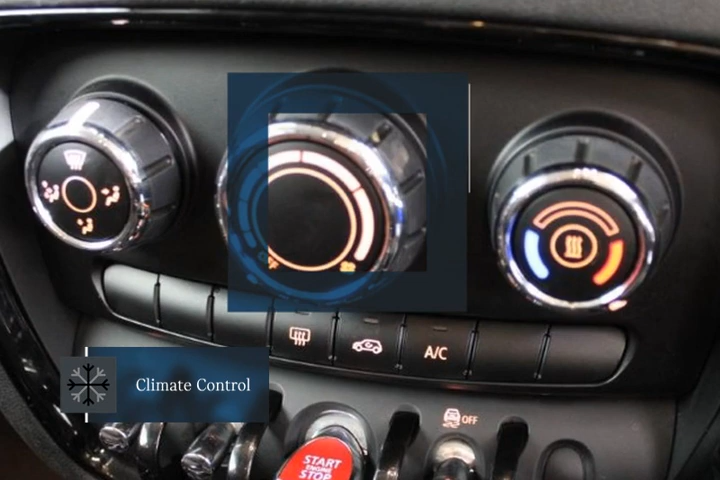 A/C
Climate Control
OFF
START
ENGINE
STOP